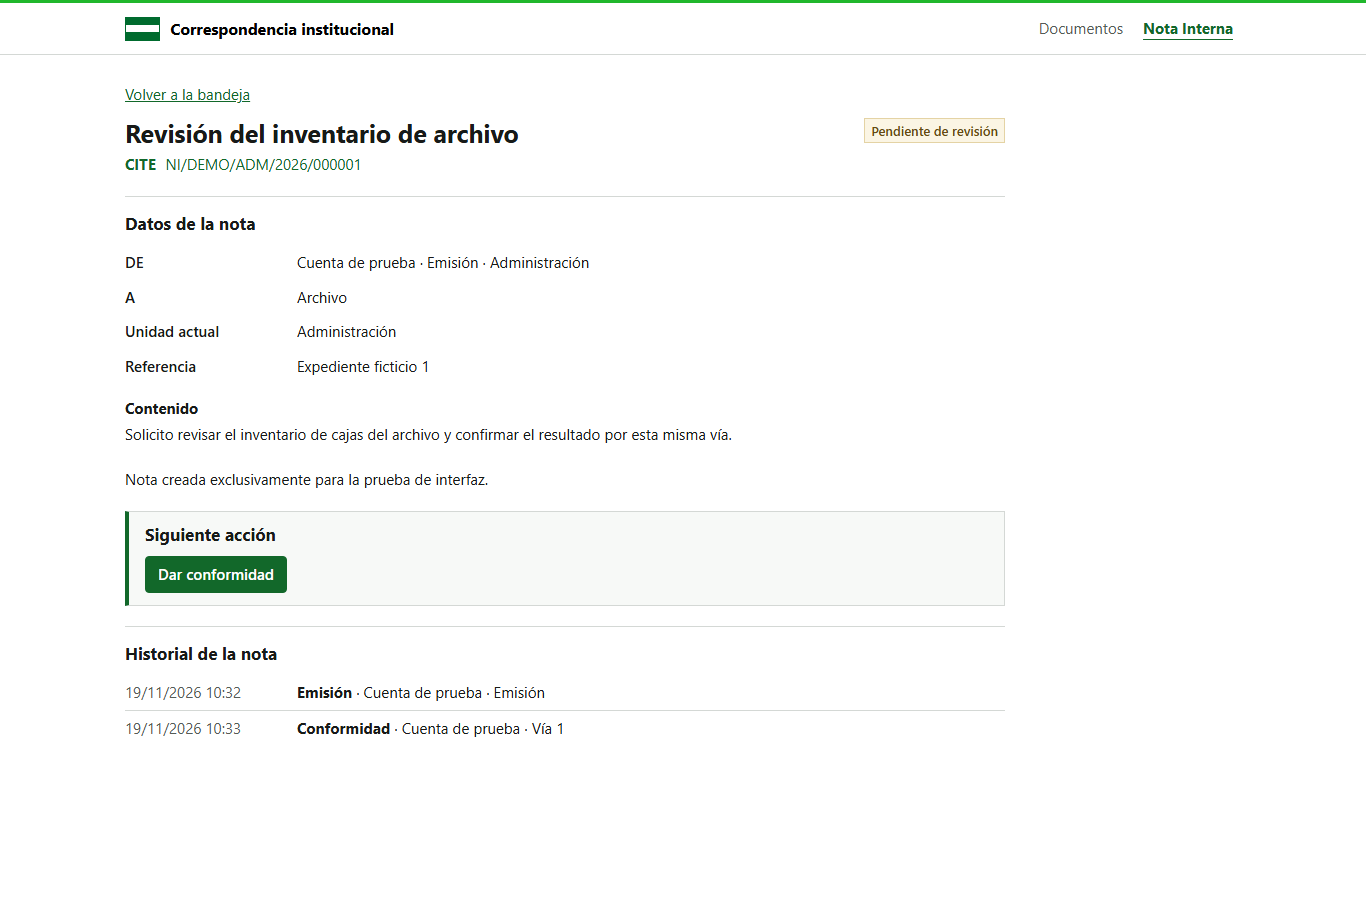 Correspondencia institucional
Documentos
Nota Interna
Volver a la bandeja
Revisión del inventario de archivo
Pendiente de revisión
CITE NI/DEMO/ADM/2026/000001
Datos de la nota
DE Cuenta de prueba · Emisión · Administración
A Archivo
Unidad actual Administración
Referencia Expediente ficticio 1
Contenido
Solicito revisar el inventario de cajas del archivo y confirmar el resultado por esta misma vía.
Nota creada exclusivamente para la prueba de interfaz.
Siguiente acción
Dar conformidad
Historial de la nota
19/11/2026 10:32 Emisión · Cuenta de prueba · Emisión
19/11/2026 10:33 Conformidad · Cuenta de prueba · Vía 1